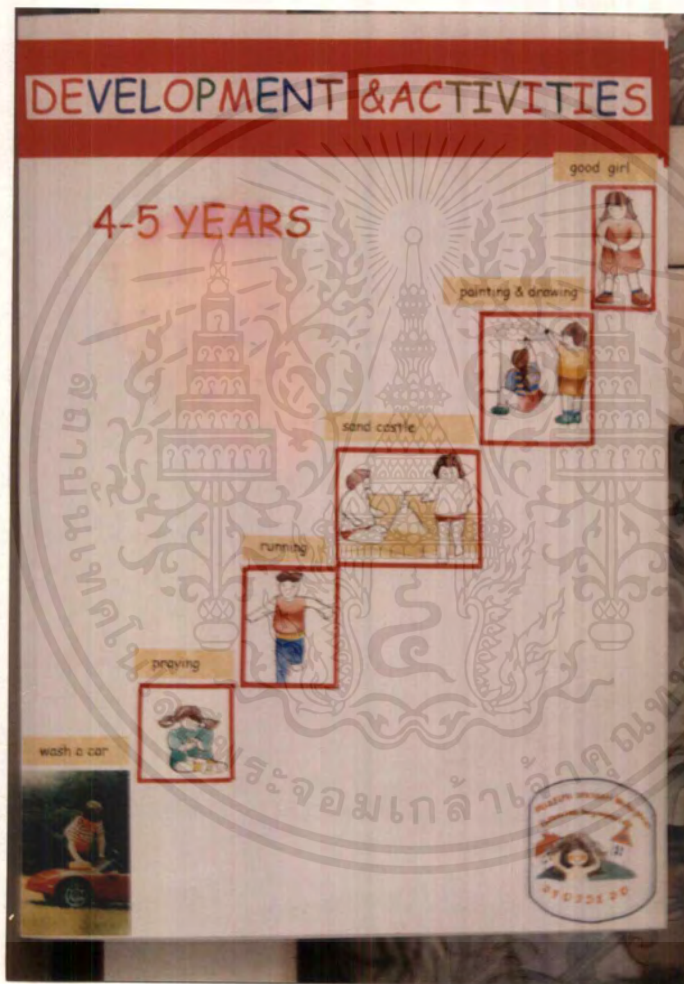 DEVELOPMENT &ACTIVITIES
good girl
4-5 YEARS
painting & drawing
sand castle
running
praying
wash a car